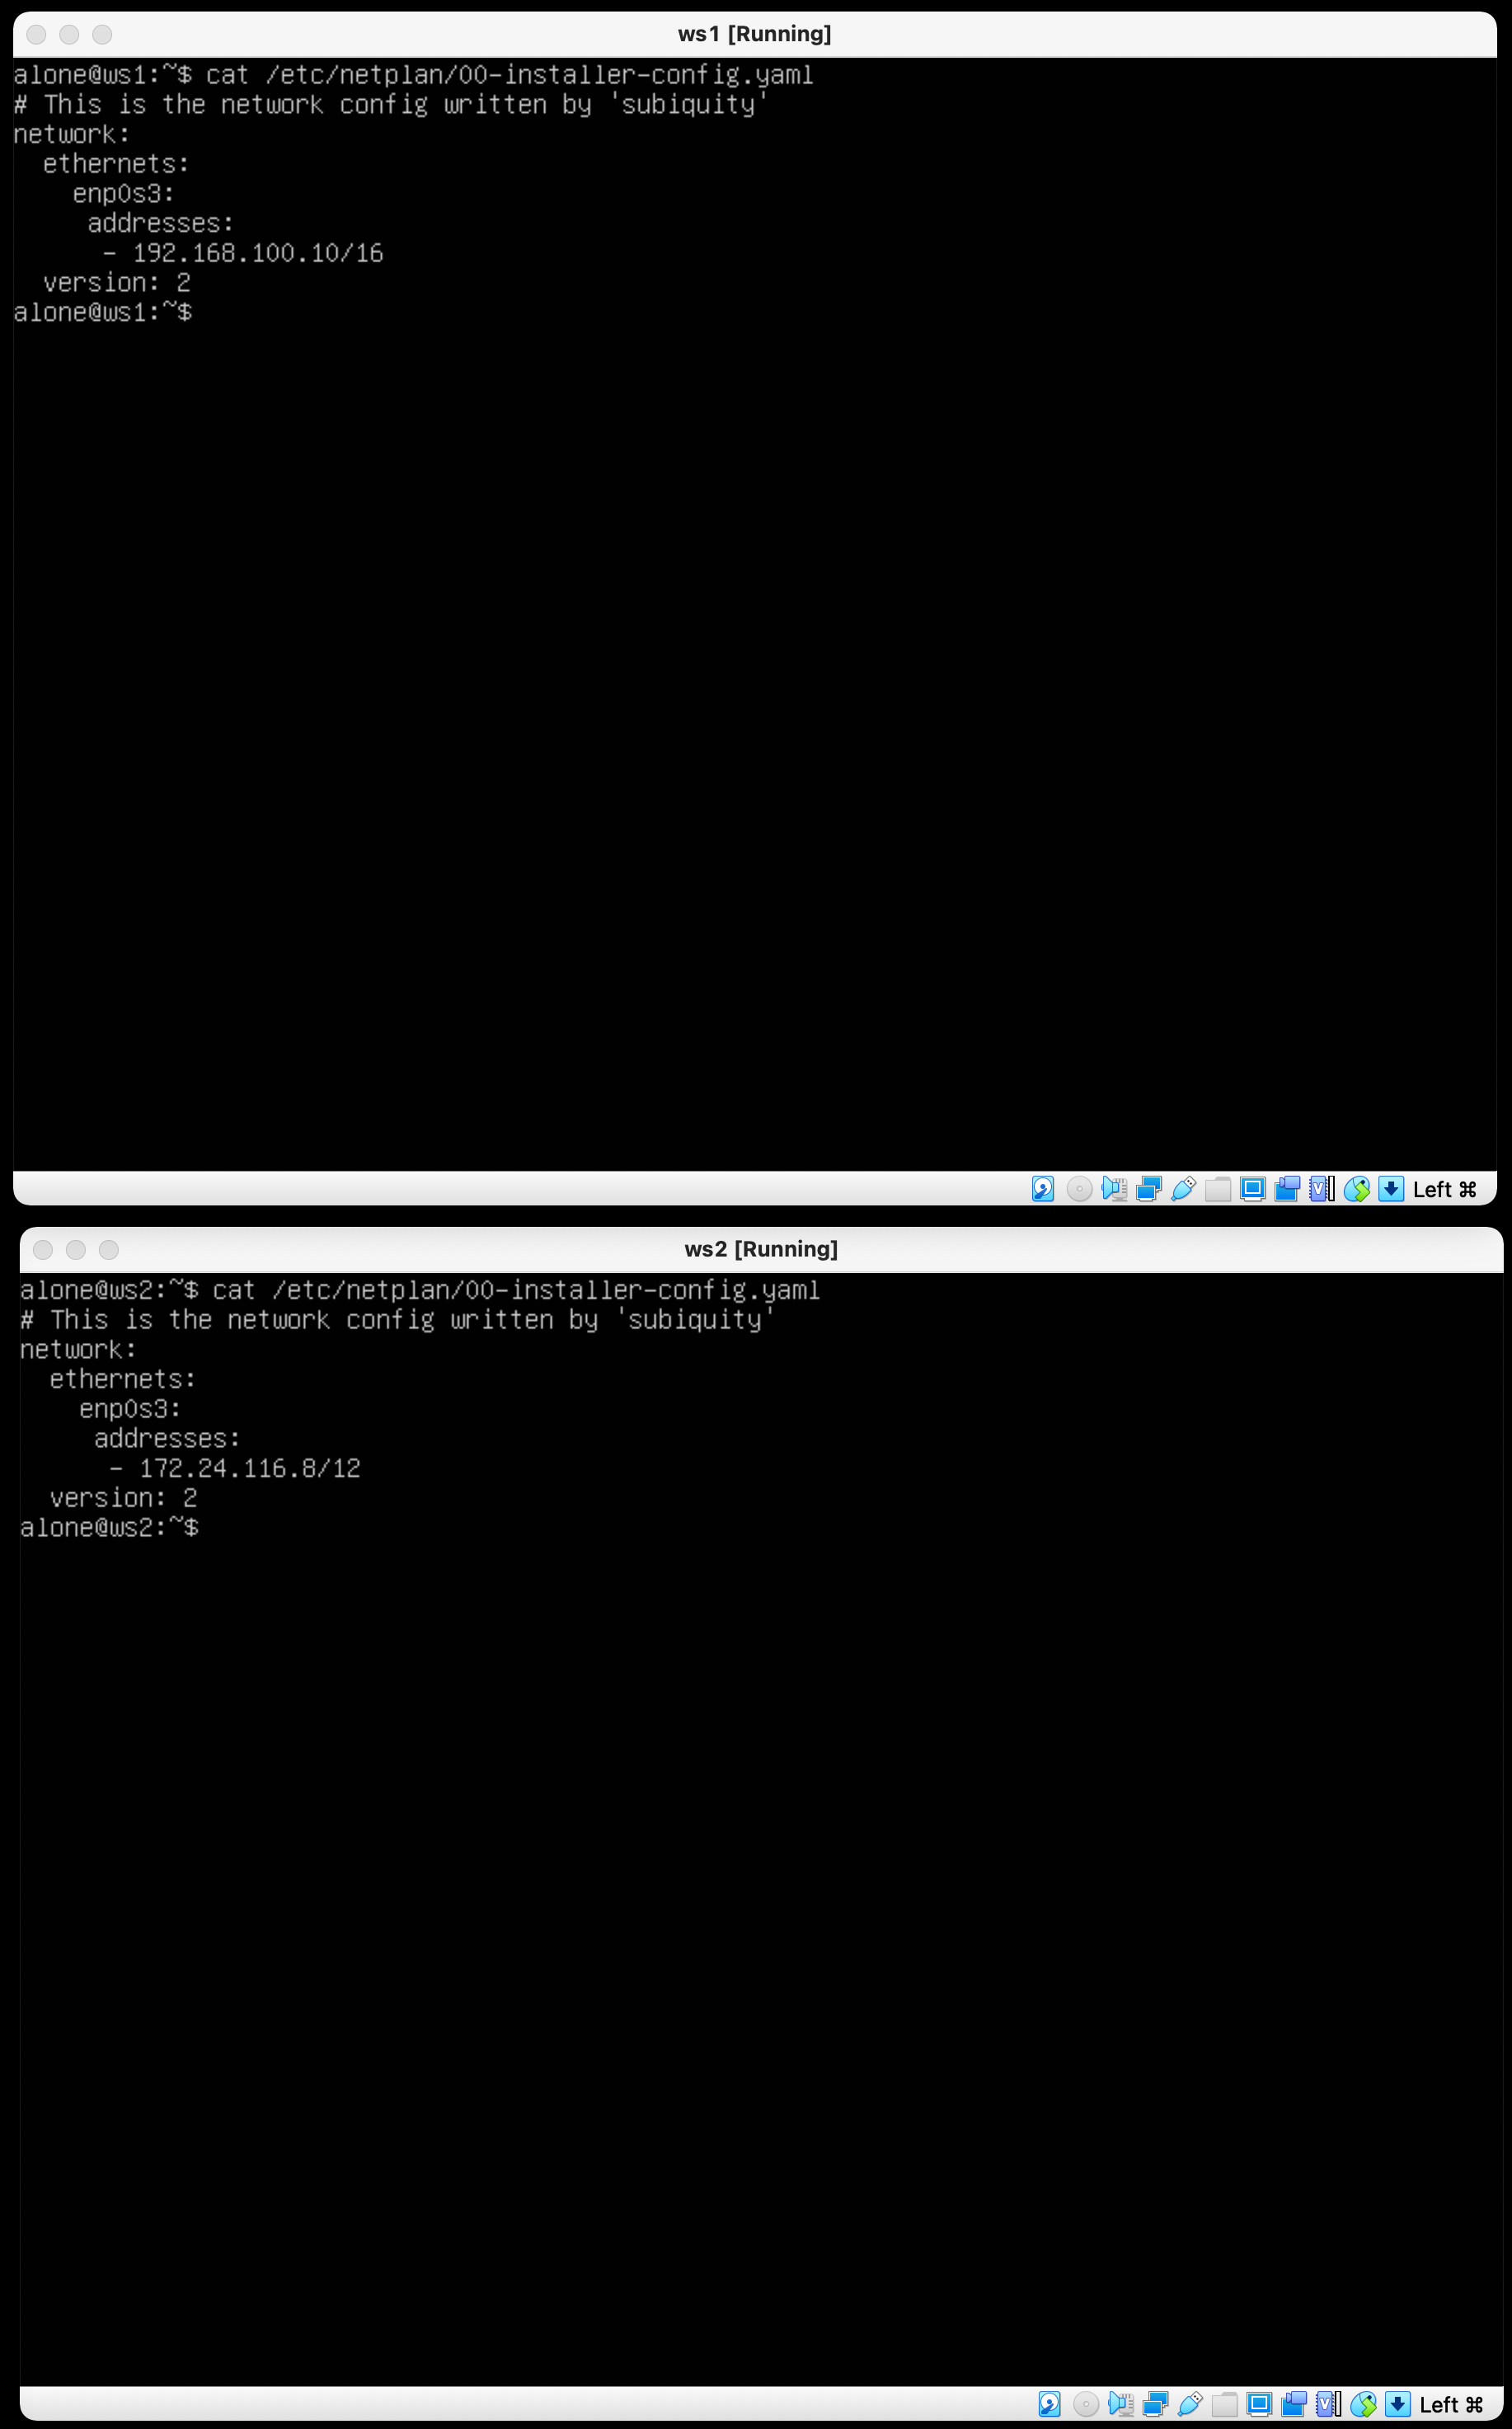 ws1 [Running]
alone@ws1:~$ cat /etc/netplan/00-installer-config.yaml
# This is the network config written by 'subiquity'
network:
  ethernets:
    enp0s3:
     addresses:
      - 192.168.100.10/16
  version: 2
alone@ws1:~$
Left ⌘
ws2 [Running]
alone@ws2:~$ cat /etc/netplan/00-installer-config.yaml
# This is the network config written by 'subiquity'
network:
  ethernets:
    enp0s3:
     addresses:
      - 172.24.116.8/12
  version: 2
alone@ws2:~$
Left ⌘